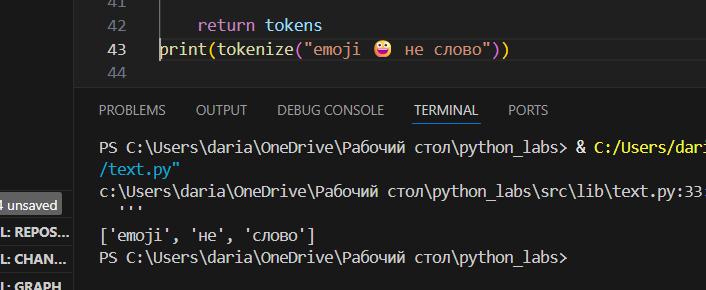 41
42 return tokens
43 print(tokenize("emoji 😀 не слово"))
44
PROBLEMS OUTPUT DEBUG CONSOLE TERMINAL PORTS
PS C:\Users\daria\OneDrive\Рабочий стол\python_labs> & C:/Users/dari
/text.py"
c:\Users\daria\OneDrive\Рабочий стол\python_labs\src\lib\text.py:33:
'''
['emoji', 'не', 'слово']
PS C:\Users\daria\OneDrive\Рабочий стол\python_labs>
4 unsaved
L: REPOS...
L: CHAN...
L: GRAPH